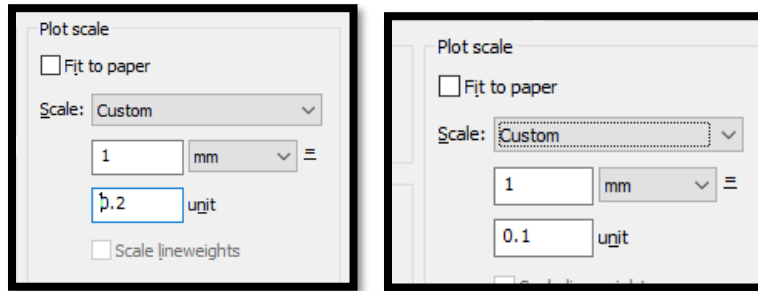 Plot scale
Fit to paper
Scale: Custom
1 mm =
0.2 unit
Scale lineweights
Plot scale
Fit to paper
Scale: Custom
1 mm =
0.1 unit